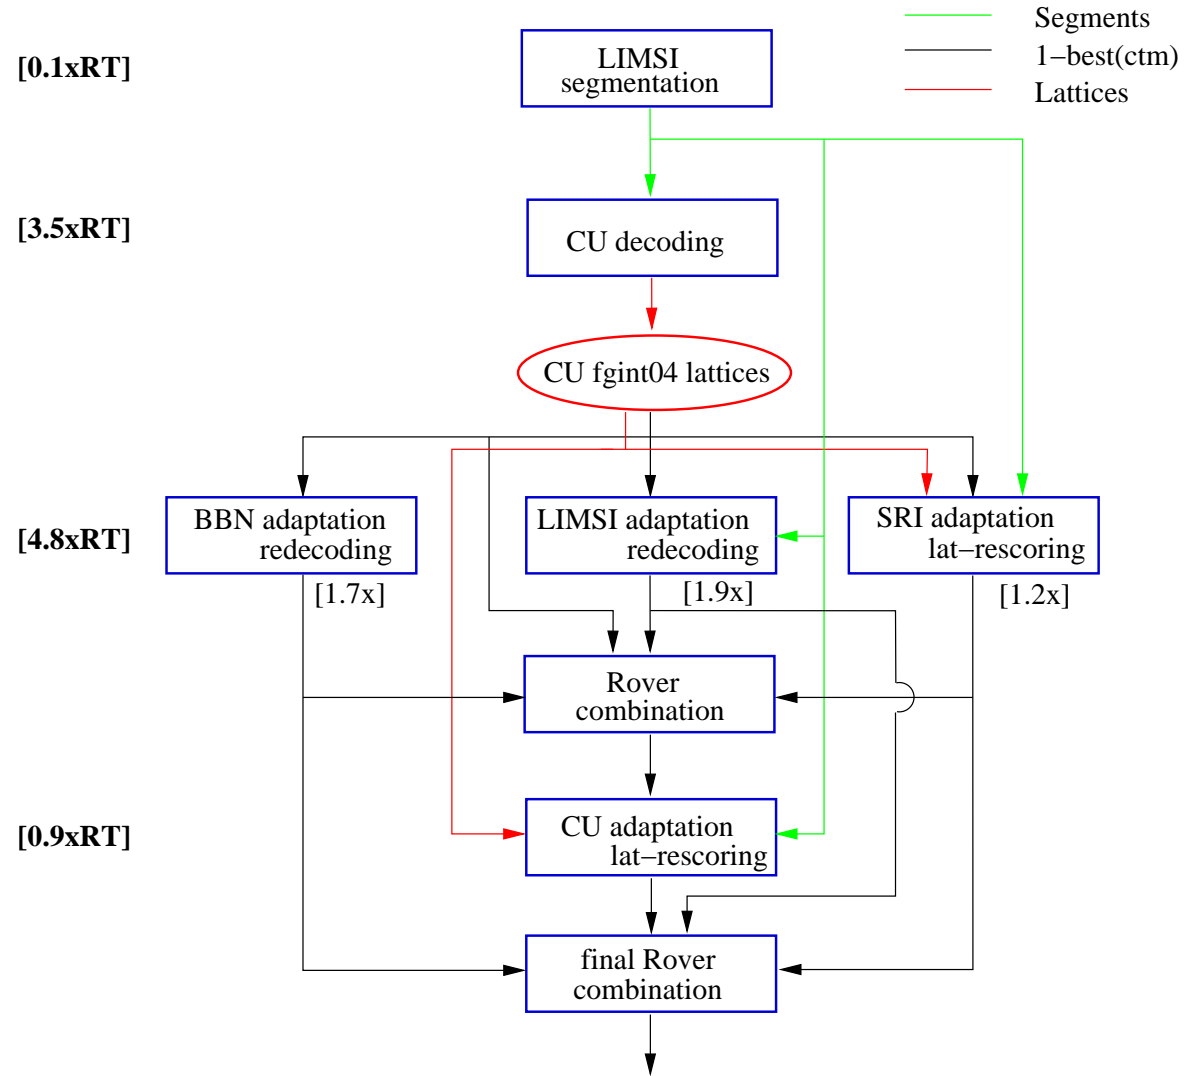 Segments
1−best(ctm)
Lattices
[0.1xRT]
LIMSI
segmentation
[3.5xRT]
CU decoding
CU fgint04 lattices
[4.8xRT]
BBN adaptation
redecoding
[1.7x]
LIMSI adaptation
redecoding
[1.9x]
SRI adaptation
lat−rescoring
[1.2x]
Rover
combination
[0.9xRT]
CU adaptation
lat−rescoring
final Rover
combination